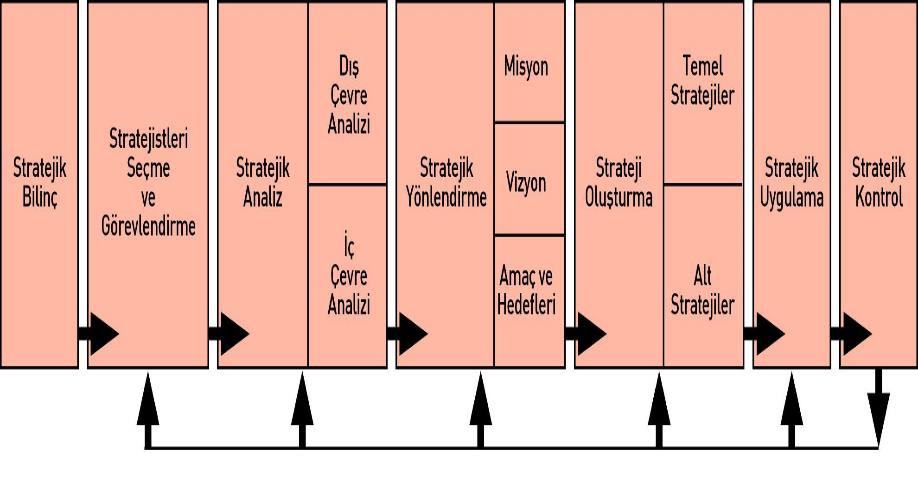 Stratejik
Bilinç
Stratejistleri
Seçme
ve
Görevlendirme
Stratejik
Analiz
Dış
Çevre
Analizi
İç
Çevre
Analizi
Stratejik
Yönlendirme
Misyon
Vizyon
Amaç ve
Hedefleri
Strateji
Oluşturma
Temel
Stratejiler
Alt
Stratejiler
Stratejik
Uygulama
Stratejik
Kontrol